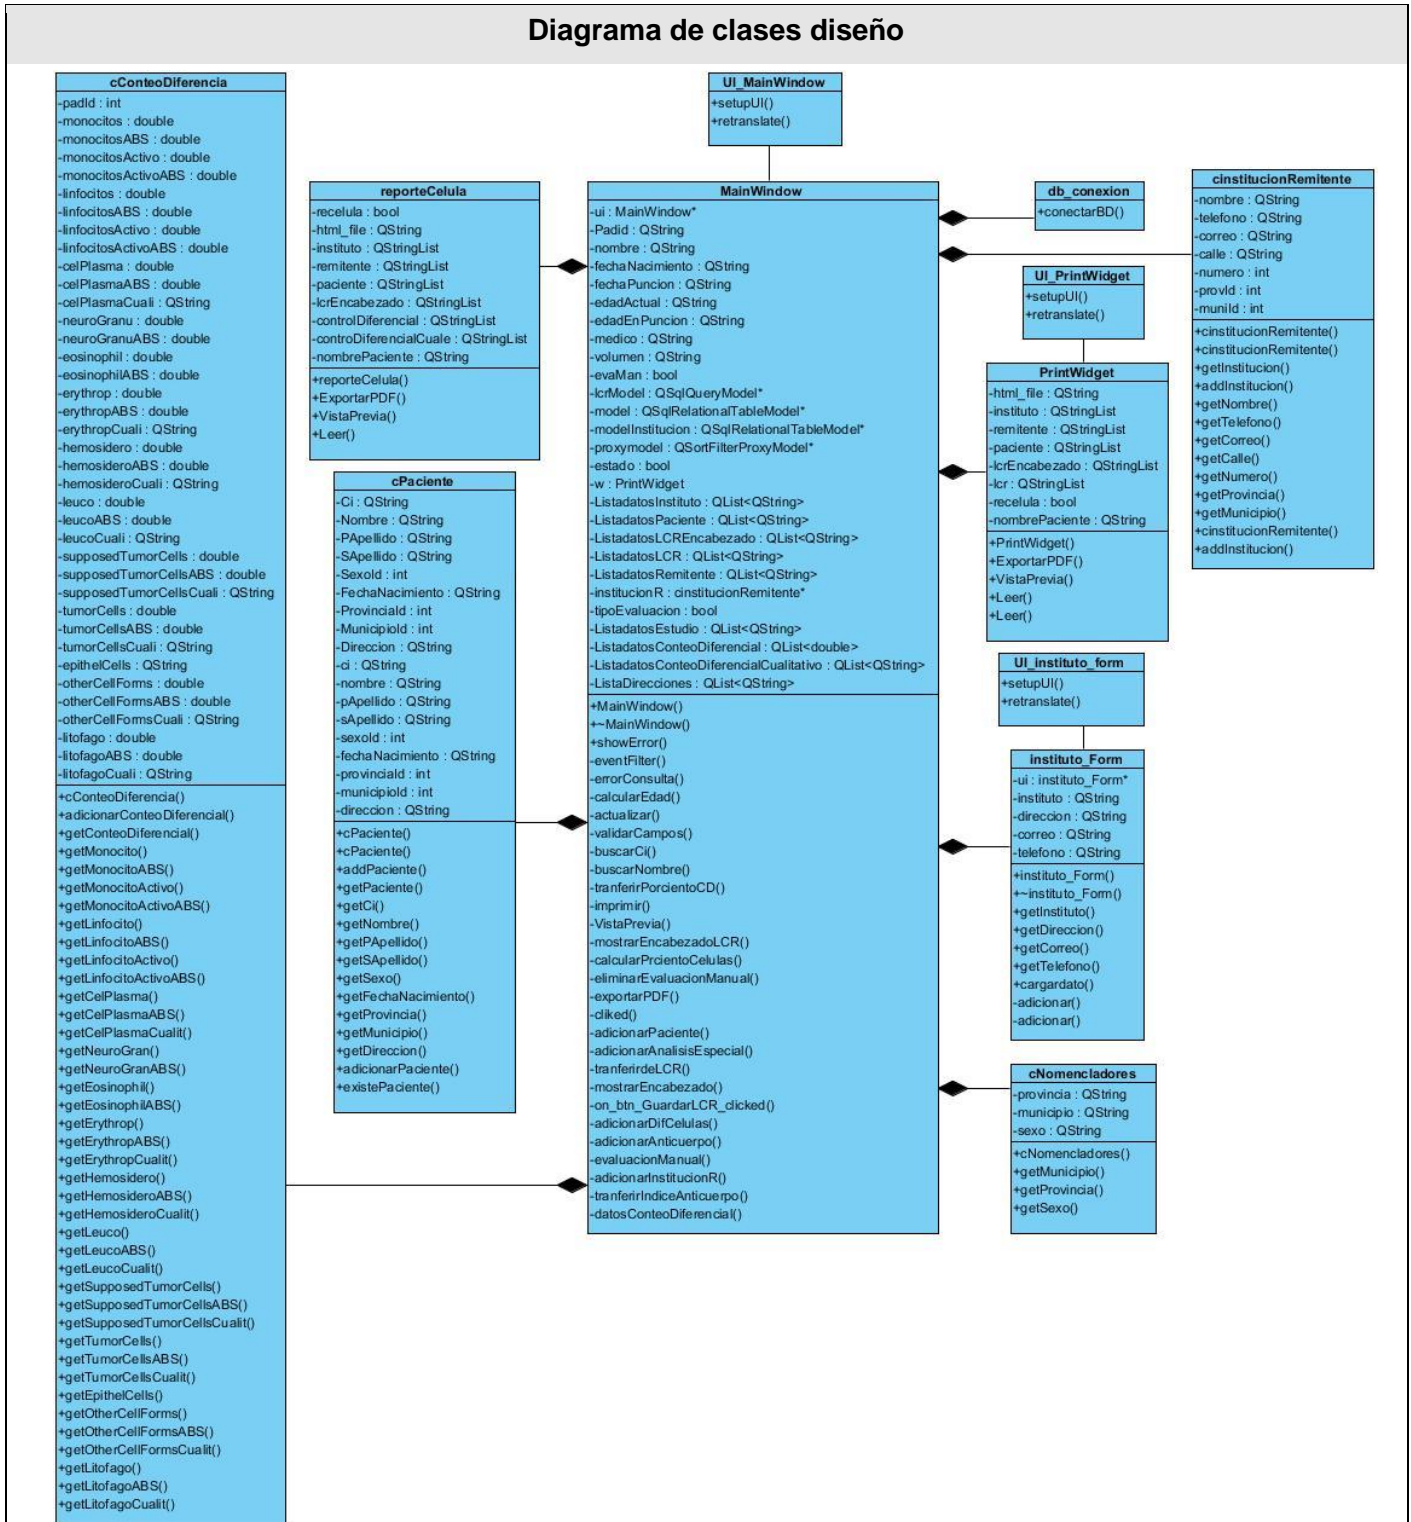 Diagrama de clases diseño
cConteoDiferencia
-padId : int
-monocitos : double
-monocitosABS : double
-monocitosActivo : double
-monocitosActivoABS : double
-linfocitos : double
-linfocitosABS : double
-linfocitosActivo : double
-linfocitosActivoABS : double
-celPlasma : double
-celPlasmaABS : double
-celPlasmaCuali : QString
-neuroGranu : double
-neuroGranuABS : double
-eosinophil : double
-eosinophilABS : double
-erythrop : double
-erythropABS : double
-erythropCuali : QString
-hemosidero : double
-hemosideroABS : double
-hemosideroCuali : QString
-leuco : double
-leucoABS : double
-leucoCuali : QString
-supposedTumorCells : double
-supposedTumorCellsABS : double
-supposedTumorCellsCuali : QString
-tumorCells : double
-tumorCellsABS : double
-tumorCellsCuali : QString
-epithelCells : QString
-otherCellForms : double
-otherCellFormsABS : double
-otherCellFormsCuali : QString
-litofago : double
-litofagoABS : double
-litofagoCuali : QString
+cConteoDiferencia()
+adicionarConteoDiferencial()
+getConteoDiferencial()
+getMonocito()
+getMonocitoABS()
+getMonocitoActivo()
+getMonocitoActivoABS()
+getLinfocito()
+getLinfocitoABS()
+getLinfocitoActivo()
+getLinfocitoActivoABS()
+getCelPlasma()
+getCelPlasmaABS()
+getCelPlasmaCualit()
+getNeuroGran()
+getNeuroGranABS()
+getEosinophil()
+getEosinophilABS()
+getErythrop()
+getErythropABS()
+getErythropCualit()
+getHemosidero()
+getHemosideroABS()
+getHemosideroCualit()
+getLeuco()
+getLeucoABS()
+getLeucoCualit()
+getSupposedTumorCells()
+getSupposedTumorCellsABS()
+getSupposedTumorCellsCualit()
+getTumorCells()
+getTumorCellsABS()
+getTumorCellsCualit()
+getEpithelCells()
+getOtherCellForms()
+getOtherCellFormsABS()
+getOtherCellFormsCualit()
+getLitofago()
+getLitofagoABS()
+getLitofagoCualit()
reporteCelula
-recelula : bool
-html_file : QString
-instituto : QStringList
-remitente : QStringList
-paciente : QStringList
-lcrEncabezado : QStringList
-controlDiferencial : QStringList
-controDiferencialCuale : QStringList
-nombrePaciente : QString
+reporteCelula()
+ExportarPDF()
+VistaPrevia()
+Leer()
cPaciente
-Ci : QString
-Nombre : QString
-PApellido : QString
-SApellido : QString
-SexoId : int
-FechaNacimiento : QString
-ProvinciaId : int
-MunicipioId : int
-Direccion : QString
-ci : QString
-nombre : QString
-pApellido : QString
-sApellido : QString
-sexoId : int
-fechaNacimiento : QString
-provinciaId : int
-municipioId : int
-direccion : QString
+cPaciente()
+cPaciente()
+addPaciente()
+getPaciente()
+getCi()
+getNombre()
+getPApellido()
+getSApellido()
+getSexo()
+getFechaNacimiento()
+getProvincia()
+getMunicipio()
+getDireccion()
+adicionarPaciente()
+existePaciente()
UI_MainWindow
+setupUI()
+retranslate()
MainWindow
-ui : MainWindow*
-Padid : QString
-nombre : QString
-fechaNacimiento : QString
-fechaPuncion : QString
-edadActual : QString
-edadEnPuncion : QString
-medico : QString
-volumen : QString
-evaMan : bool
-lcrModel : QSqlQueryModel*
-model : QSqlRelationalTableModel*
-modelInstitucion : QSqlRelationalTableModel*
-proxymodel : QSortFilterProxyModel*
-estado : bool
-w : PrintWidget
-ListadatosInstituto : QList<QString>
-ListadatosPaciente : QList<QString>
-ListadatosLCREncabezado : QList<QString>
-ListadatosLCR : QList<QString>
-ListadatosRemitente : QList<QString>
-institucionR : cinstitucionRemitente*
-tipoEvaluacion : bool
-ListadatosEstudio : QList<QString>
-ListadatosConteoDiferencial : QList<double>
-ListadatosConteoDiferencialCualitativo : QList<QString>
-ListaDirecciones : QList<QString>
+MainWindow()
+~MainWindow()
+showError()
-eventFilter()
-errorConsulta()
-calcularEdad()
-actualizar()
-validarCampos()
-buscarCi()
-buscarNombre()
-tranferirPorcientoCD()
-imprimir()
-VistaPrevia()
-mostrarEncabezadoLCR()
-calcularPrcientoCelulas()
-eliminarEvaluacionManual()
-exportarPDF()
-cliked()
-adicionarPaciente()
-adicionarAnalisisEspecial()
-tranferirdeLCR()
-mostrarEncabezado()
-on_btn_GuardarLCR_clicked()
-adicionarDifCelulas()
-adicionarAnticuerpo()
-evaluacionManual()
-adicionarInstitucionR()
-tranferirIndiceAnticuerpo()
-datosConteoDiferencial()
db_conexion
+conectarBD()
UI_PrintWidget
+setupUI()
+retranslate()
PrintWidget
-html_file : QString
-instituto : QStringList
-remitente : QStringList
-paciente : QStringList
-lcrEncabezado : QStringList
-lcr : QStringList
-recelula : bool
-nombrePaciente : QString
+PrintWidget()
+ExportarPDF()
+VistaPrevia()
+Leer()
+Leer()
UI_instituto_form
+setupUI()
+retranslate()
instituto_Form
-ui : instituto_Form*
-instituto : QString
-direccion : QString
-correo : QString
-telefono : QString
+instituto_Form()
+~instituto_Form()
+getInstituto()
+getDireccion()
+getCorreo()
+getTelefono()
+cargardato()
-adicionar()
-adicionar()
cNomencladores
-provincia : QString
-municipio : QString
-sexo : QString
+cNomencladores()
+getMunicipio()
+getProvincia()
+getSexo()
cinstitucionRemitente
-nombre : QString
-telefono : QString
-correo : QString
-calle : QString
-numero : int
-provId : int
-muniId : int
+cinstitucionRemitente()
+cinstitucionRemitente()
+getInstitucion()
+addInstitucion()
+getNombre()
+getTelefono()
+getCorreo()
+getCalle()
+getNumero()
+getProvincia()
+getMunicipio()
+cinstitucionRemitente()
+addInstitucion()